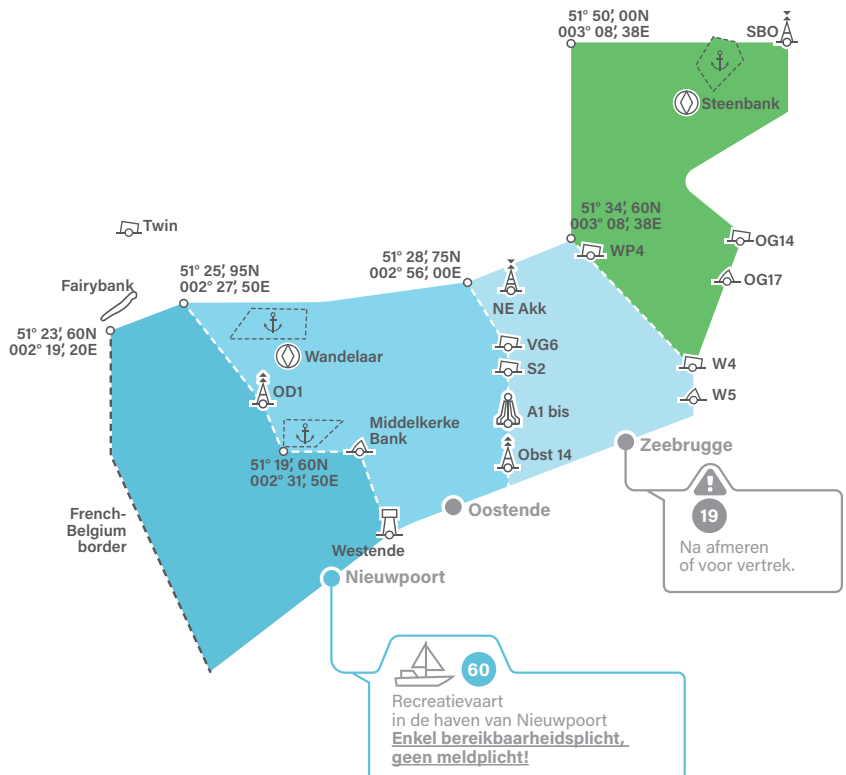 51° 50', 00N
003° 08', 38E
SBO
Steenbank
51° 34', 60N
003° 08', 38E
Twin
WP4
OG14
51° 28', 75N
002° 56', 00E
51° 25', 95N
002° 27', 50E
OG17
Fairybank
NE Akk
51° 23', 60N
002° 19', 20E
VG6
Wandelaar
S2
W4
OD1
W5
A1 bis
Middelkerke
Bank
Zeebrugge
Obst 14
51° 19', 60N
002° 31', 50E
French-
Belgium
border
Oostende
19
Na afmeren
of voor vertrek.
Westende
Nieuwpoort
60
Recreatievaart
in de haven van Nieuwpoort
Enkel bereikbaarheidsplicht,
geen meldplicht!